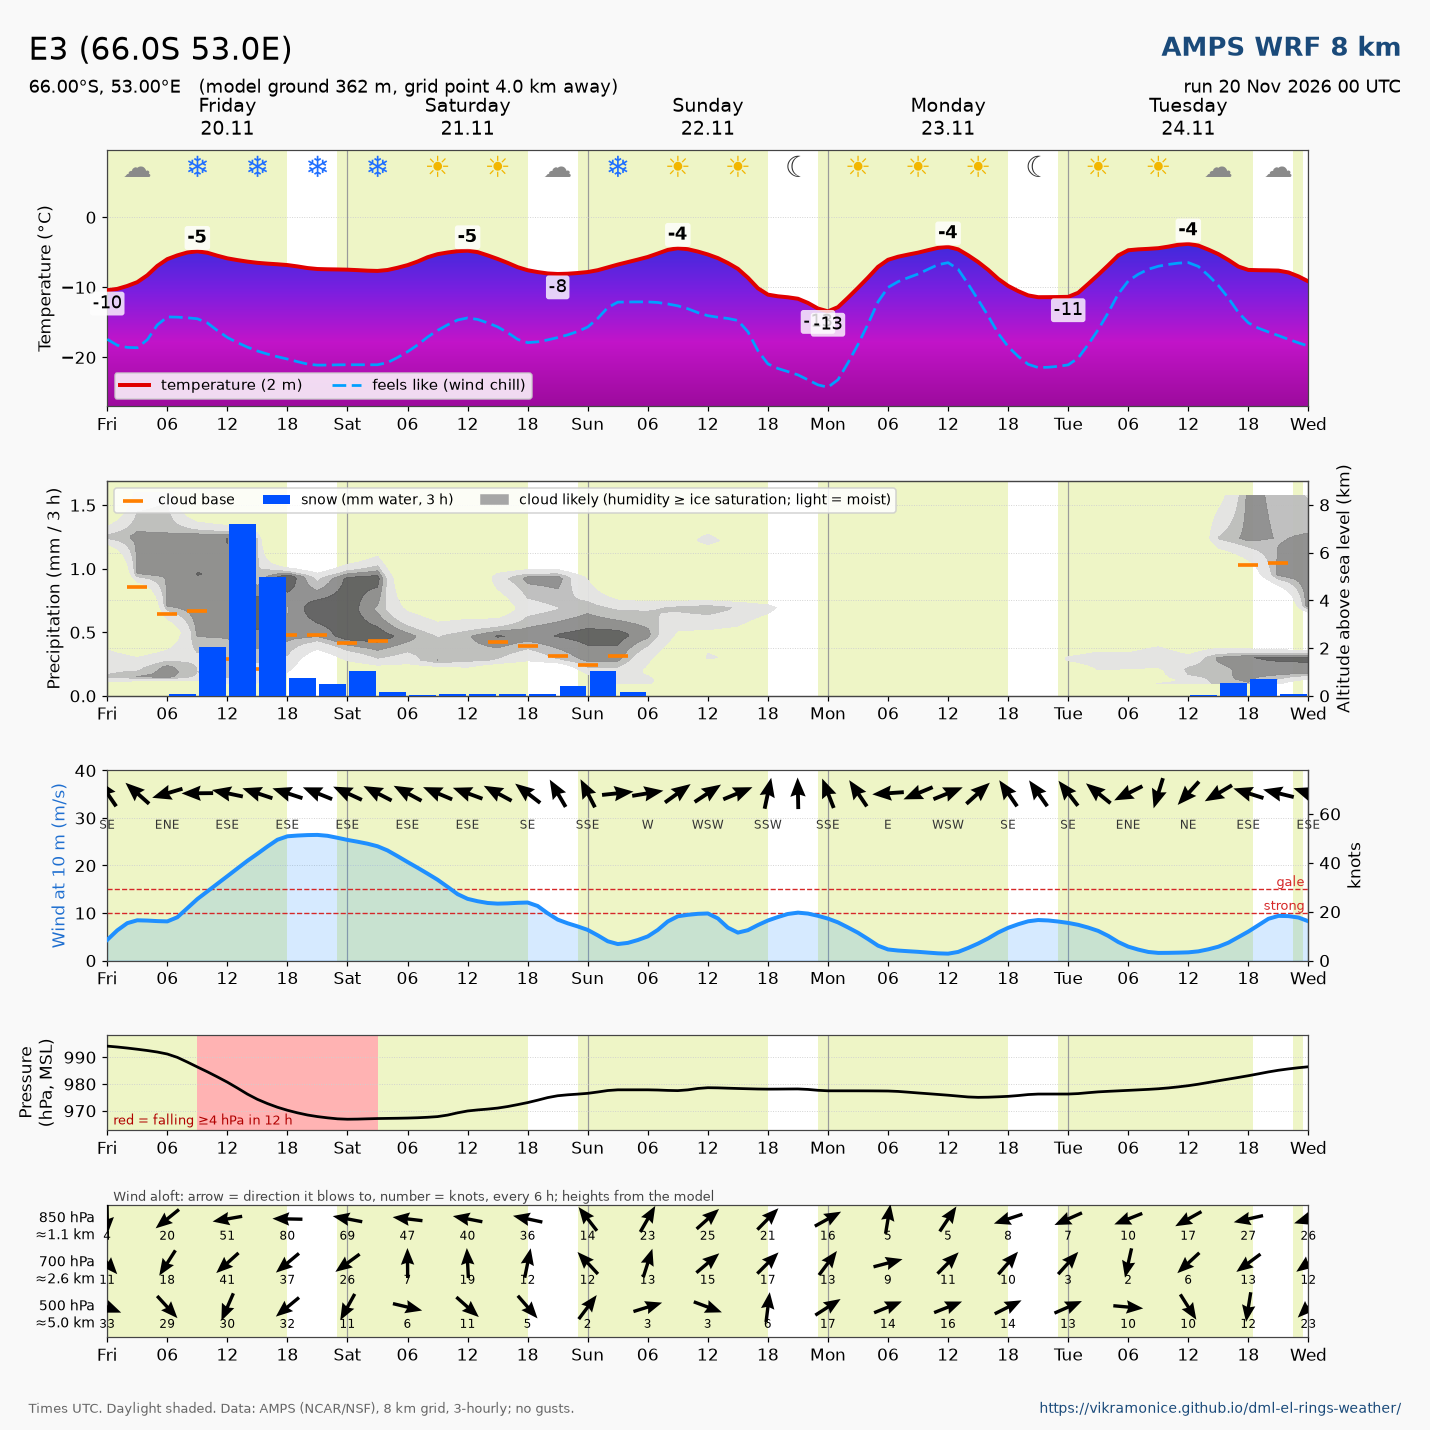 E3 (66.0S 53.0E)
AMPS WRF 8 km
66.00°S, 53.00°E (model ground 362 m, grid point 4.0 km away)
run 20 Nov 2026 00 UTC
Friday Saturday Sunday Monday Tuesday
20.11 21.11 22.11 23.11 24.11
Temperature (°C)
0
−10
−20
-5 -5 -4 -4 -4
-10 -8 -13 -11
temperature (2 m) feels like (wind chill)
Fri 06 12 18 Sat 06 12 18 Sun 06 12 18 Mon 06 12 18 Tue 06 12 18 Wed
Precipitation (mm / 3 h)
1.5
1.0
0.5
0.0
cloud base snow (mm water, 3 h) cloud likely (humidity ≥ ice saturation; light = moist)
8
6
4
2
0
Altitude above sea level (km)
Fri 06 12 18 Sat 06 12 18 Sun 06 12 18 Mon 06 12 18 Tue 06 12 18 Wed
Wind at 10 m (m/s)
40
30
20
10
0
SE ENE ESE ESE ESE ESE ESE SE SSE W WSW SSW SSE E WSW SE SE ENE NE ESE ESE
gale
strong
60
40
20
0
knots
Fri 06 12 18 Sat 06 12 18 Sun 06 12 18 Mon 06 12 18 Tue 06 12 18 Wed
Pressure
(hPa, MSL)
990
980
970
red = falling ≥4 hPa in 12 h
Fri 06 12 18 Sat 06 12 18 Sun 06 12 18 Mon 06 12 18 Tue 06 12 18 Wed
Wind aloft: arrow = direction it blows to, number = knots, every 6 h; heights from the model
850 hPa
≈1.1 km 4 20 51 80 69 47 40 36 14 23 25 21 16 5 5 8 7 10 17 27 26
700 hPa
≈2.6 km 11 18 41 37 26 7 19 12 12 13 15 17 13 9 11 10 3 2 6 13 12
500 hPa
≈5.0 km 33 29 30 32 11 6 11 5 2 3 3 6 17 14 16 14 13 10 10 12 23
Fri 06 12 18 Sat 06 12 18 Sun 06 12 18 Mon 06 12 18 Tue 06 12 18 Wed
Times UTC. Daylight shaded. Data: AMPS (NCAR/NSF), 8 km grid, 3-hourly; no gusts.
https://vikramonice.github.io/dml-el-rings-weather/